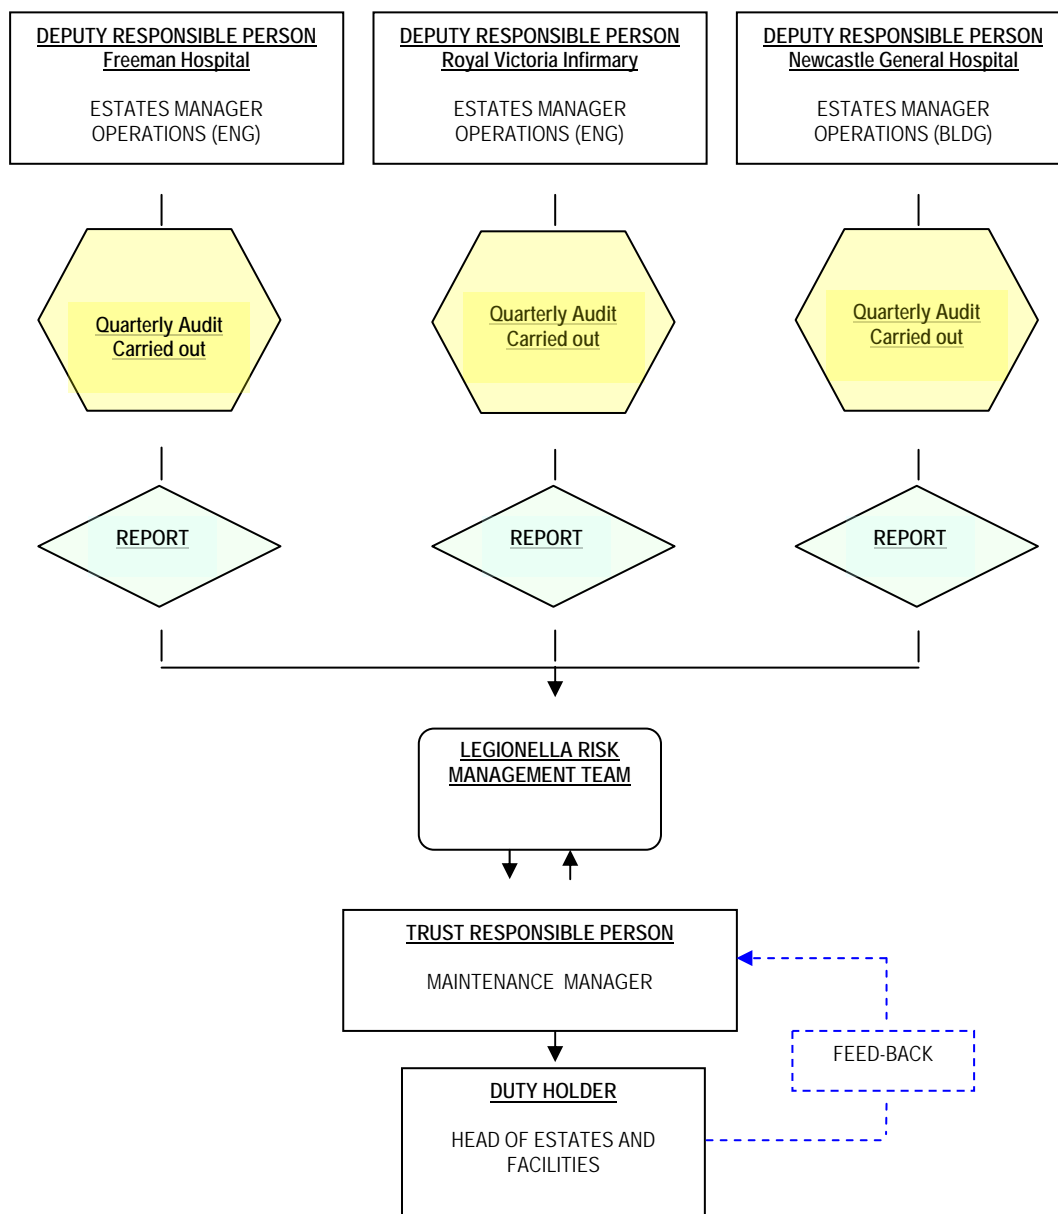 DEPUTY RESPONSIBLE PERSON
Freeman Hospital
ESTATES MANAGER
OPERATIONS (ENG)
DEPUTY RESPONSIBLE PERSON
Royal Victoria Infirmary
ESTATES MANAGER
OPERATIONS (ENG)
DEPUTY RESPONSIBLE PERSON
Newcastle General Hospital
ESTATES MANAGER
OPERATIONS (BLDG)
Quarterly Audit
Carried out
Quarterly Audit
Carried out
Quarterly Audit
Carried out
REPORT
REPORT
REPORT
LEGIONELLA RISK
MANAGEMENT TEAM
TRUST RESPONSIBLE PERSON
MAINTENANCE MANAGER
FEED-BACK
DUTY HOLDER
HEAD OF ESTATES AND
FACILITIES